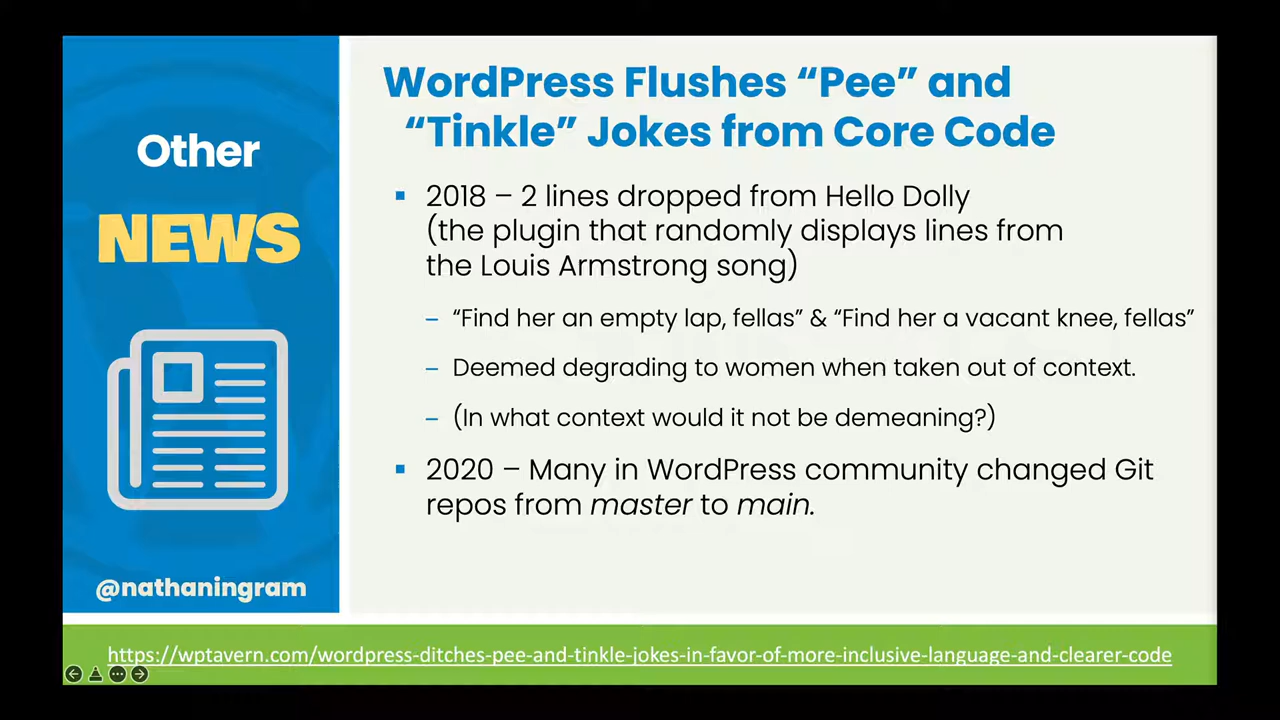 Other
NEWS
@nathaningram
WordPress Flushes “Pee” and
“Tinkle” Jokes from Core Code
▪ 2018 – 2 lines dropped from Hello Dolly
(the plugin that randomly displays lines from
the Louis Armstrong song)
– “Find her an empty lap, fellas” & “Find her a vacant knee, fellas”
– Deemed degrading to women when taken out of context.
– (In what context would it not be demeaning?)
▪ 2020 – Many in WordPress community changed Git
repos from master to main.
https://wptavern.com/wordpress-ditches-pee-and-tinkle-jokes-in-favor-of-more-inclusive-language-and-clearer-code